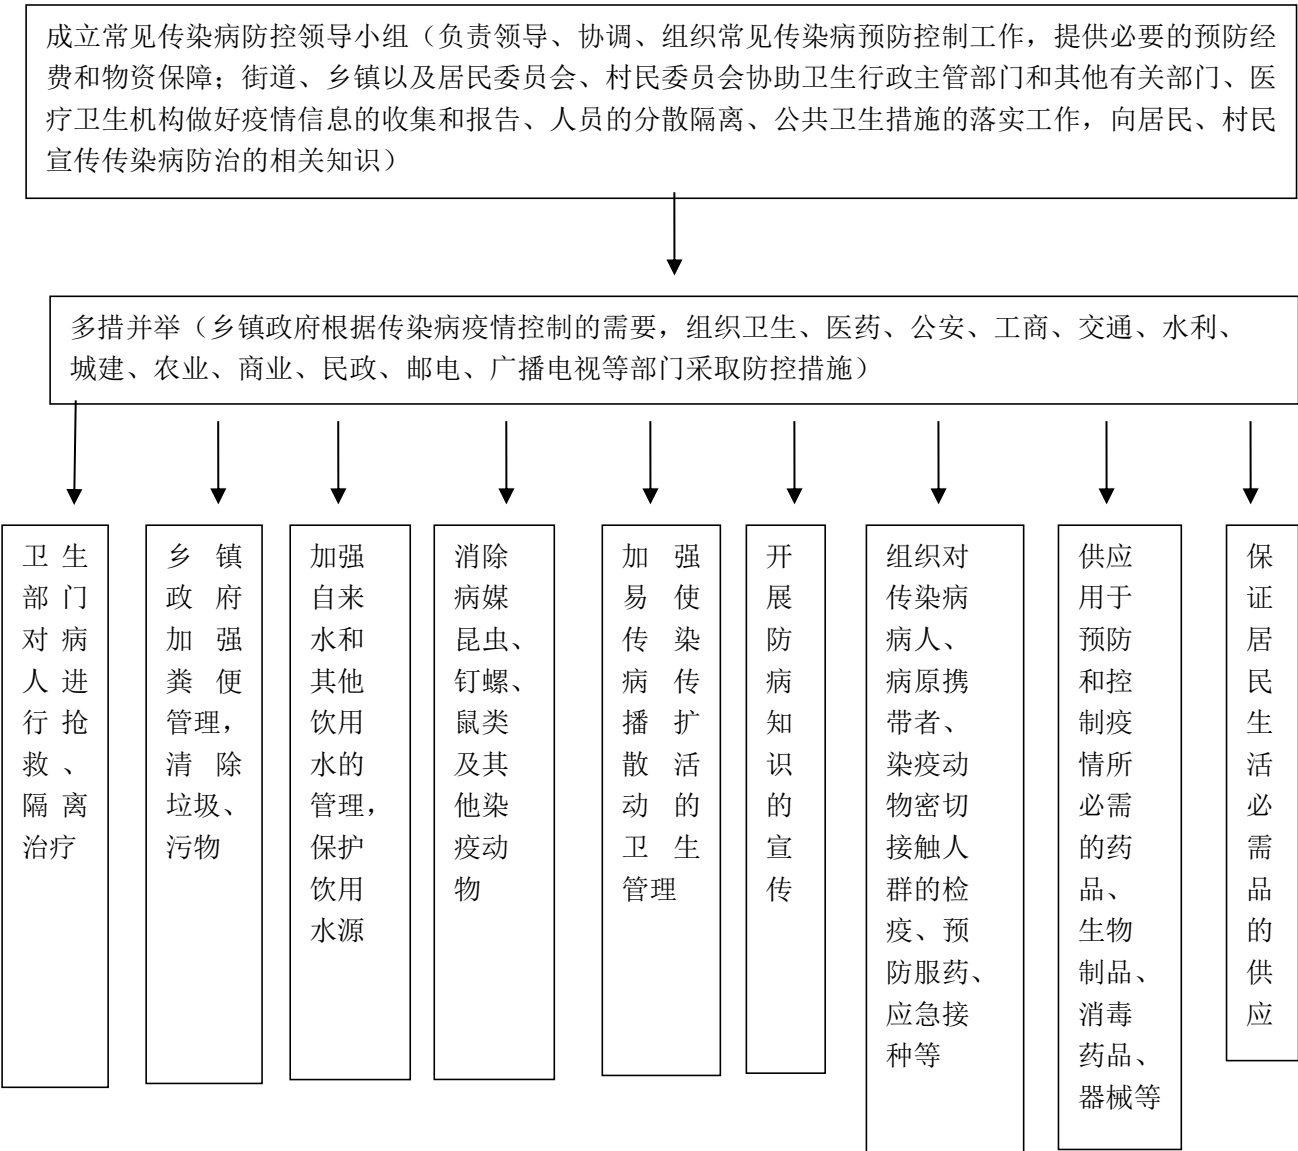 成立常见传染病防控领导小组（负责领导、协调、组织常见传染病预防控制工作，提供必要的预防经
费和物资保障；街道、乡镇以及居民委员会、村民委员会协助卫生行政主管部门和其他有关部门、医
疗卫生机构做好疫情信息的收集和报告、人员的分散隔离、公共卫生措施的落实工作，向居民、村民
宣传传染病防治的相关知识）
多措并举（乡镇政府根据传染病疫情控制的需要，组织卫生、医药、公安、工商、交通、水利、
城建、农业、商业、民政、邮电、广播电视等部门采取防控措施）
卫生
部门
对病
人进
行抢
救、
隔离
治疗
乡镇
政府
加强
粪便
管理，
清除
垃圾、
污物
加强
自来
水和
其他
饮用
水的
管理，
保护
饮用
水源
消除
病媒
昆虫、
钉螺、
鼠类
及其
他染
疫动
物
加强
易使
传染
病传
播扩
散活
动的
卫生
管理
开
展
防
病
知
识
的
宣
传
组织对
传染病
病人、
病原携
带者、
染疫动
物密切
接触人
群的检
疫、预
防服药、
应急接
种等
供应
用于
预防
和控
制疫
情所
必需
的药
品、
生物
制品、
消毒
药品、
器械等
保
证
居
民
生
活
必
需
品
的
供
应